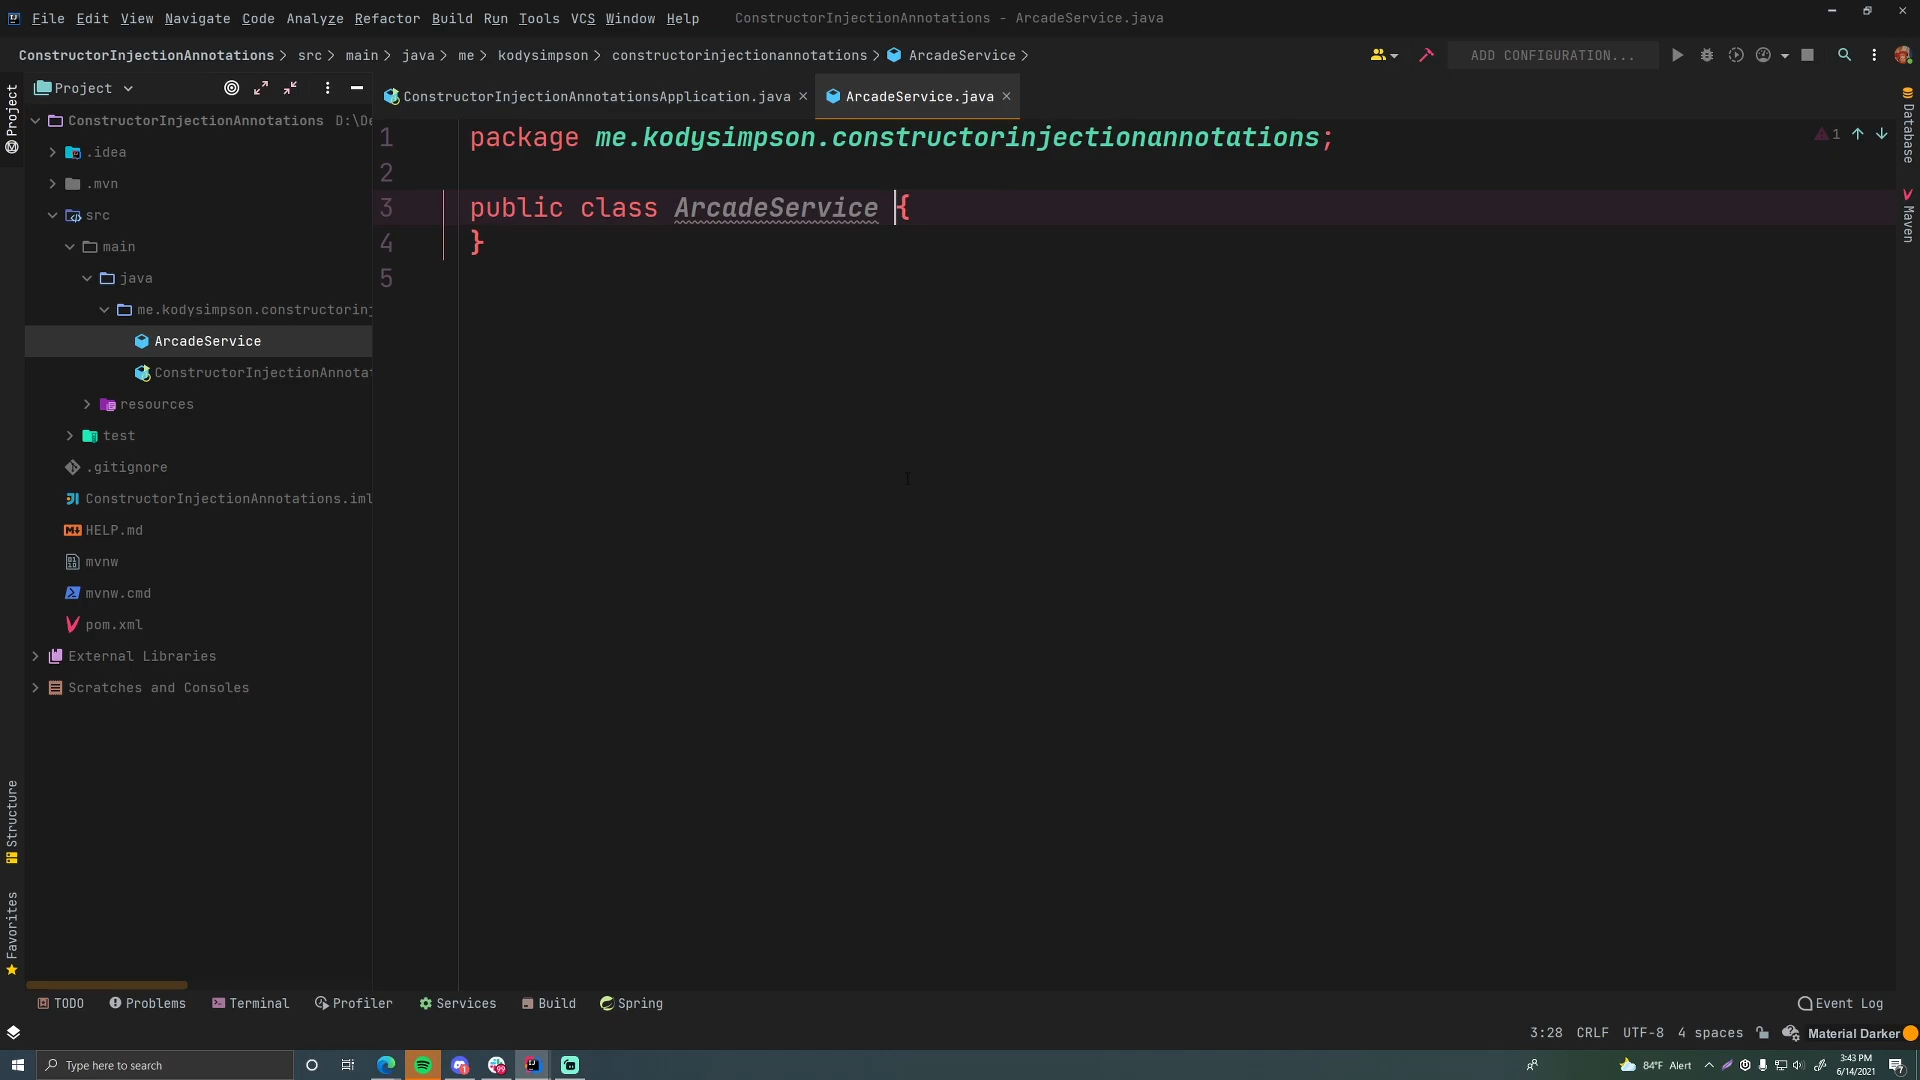 File Edit View Navigate Code Analyze Refactor Build Run Tools VCS Window Help ConstructorInjectionAnnotations - ArcadeService.java
ConstructorInjectionAnnotations > src > main > java > me > kodysimpson > constructorinjectionannotations > ArcadeService > ADD CONFIGURATION...
Project
ConstructorInjectionAnnotationsApplication.java × ArcadeService.java ×
ConstructorInjectionAnnotations D:\De
.idea
.mvn
src
main
java
me.kodysimpson.constructorinj
ArcadeService
ConstructorInjectionAnnotat
resources
test
.gitignore
ConstructorInjectionAnnotations.iml
HELP.md
mvnw
mvnw.cmd
pom.xml
External Libraries
Scratches and Consoles
1 package me.kodysimpson.constructorinjectionannotations;
2
3 public class ArcadeService {
4 }
5
1
Project
Structure
Favorites
Database
Maven
TODO Problems Terminal Profiler Services Build Spring Event Log
3:28 CRLF UTF-8 4 spaces Material Darker
Type here to search
84°F Alert
3:43 PM
6/14/2021